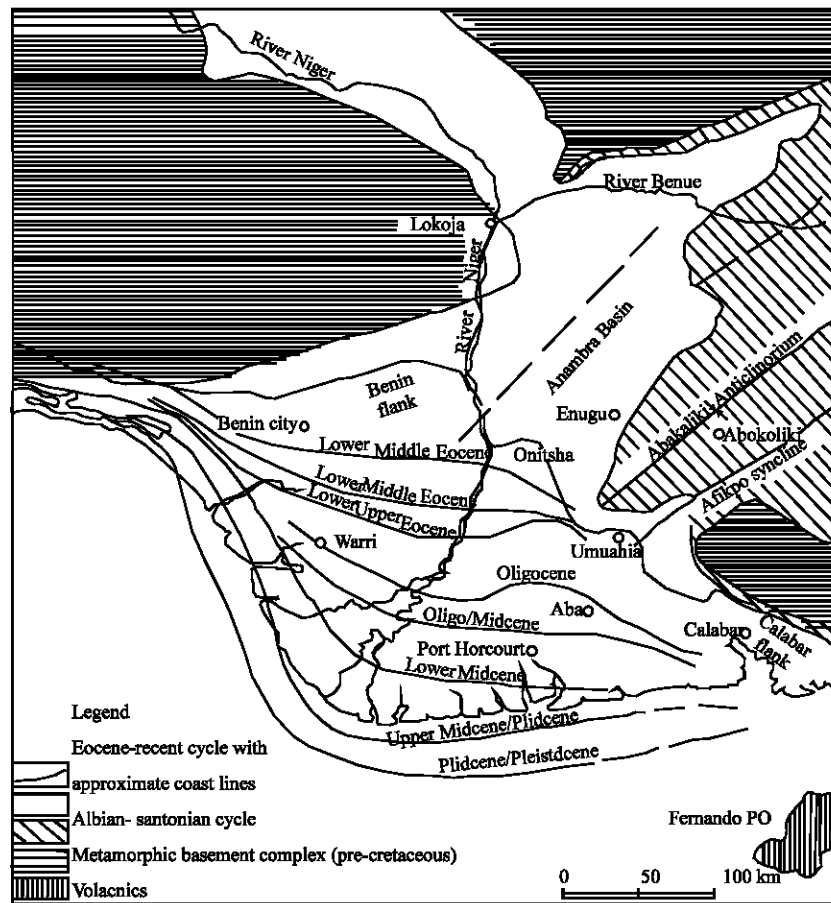 River Niger
River Benue
Lokoja
River Niger
Anambra Basin
Benin
flank
Benin city
Enugu
Abakaliki Anticlinorium
Abokoliki
Lower Middle Eocene
Onitsha
Afikpo syncline
Lower Middle Eocene
Lower Upper Eocene
Warri
Umuahia
Oligocene
Aba
Oligo/Midcene
Calabar
Calabar
flank
Port Horcourt
Lower Midcene
Upper Midcene/Plidcene
Plidcene/Pleistdcene
Legend
Eocene-recent cycle with
approximate coast lines
Albian- santonian cycle
Metamorphic basement complex (pre-cretaceous)
Volacnics
Fernando PO
0 50 100 km